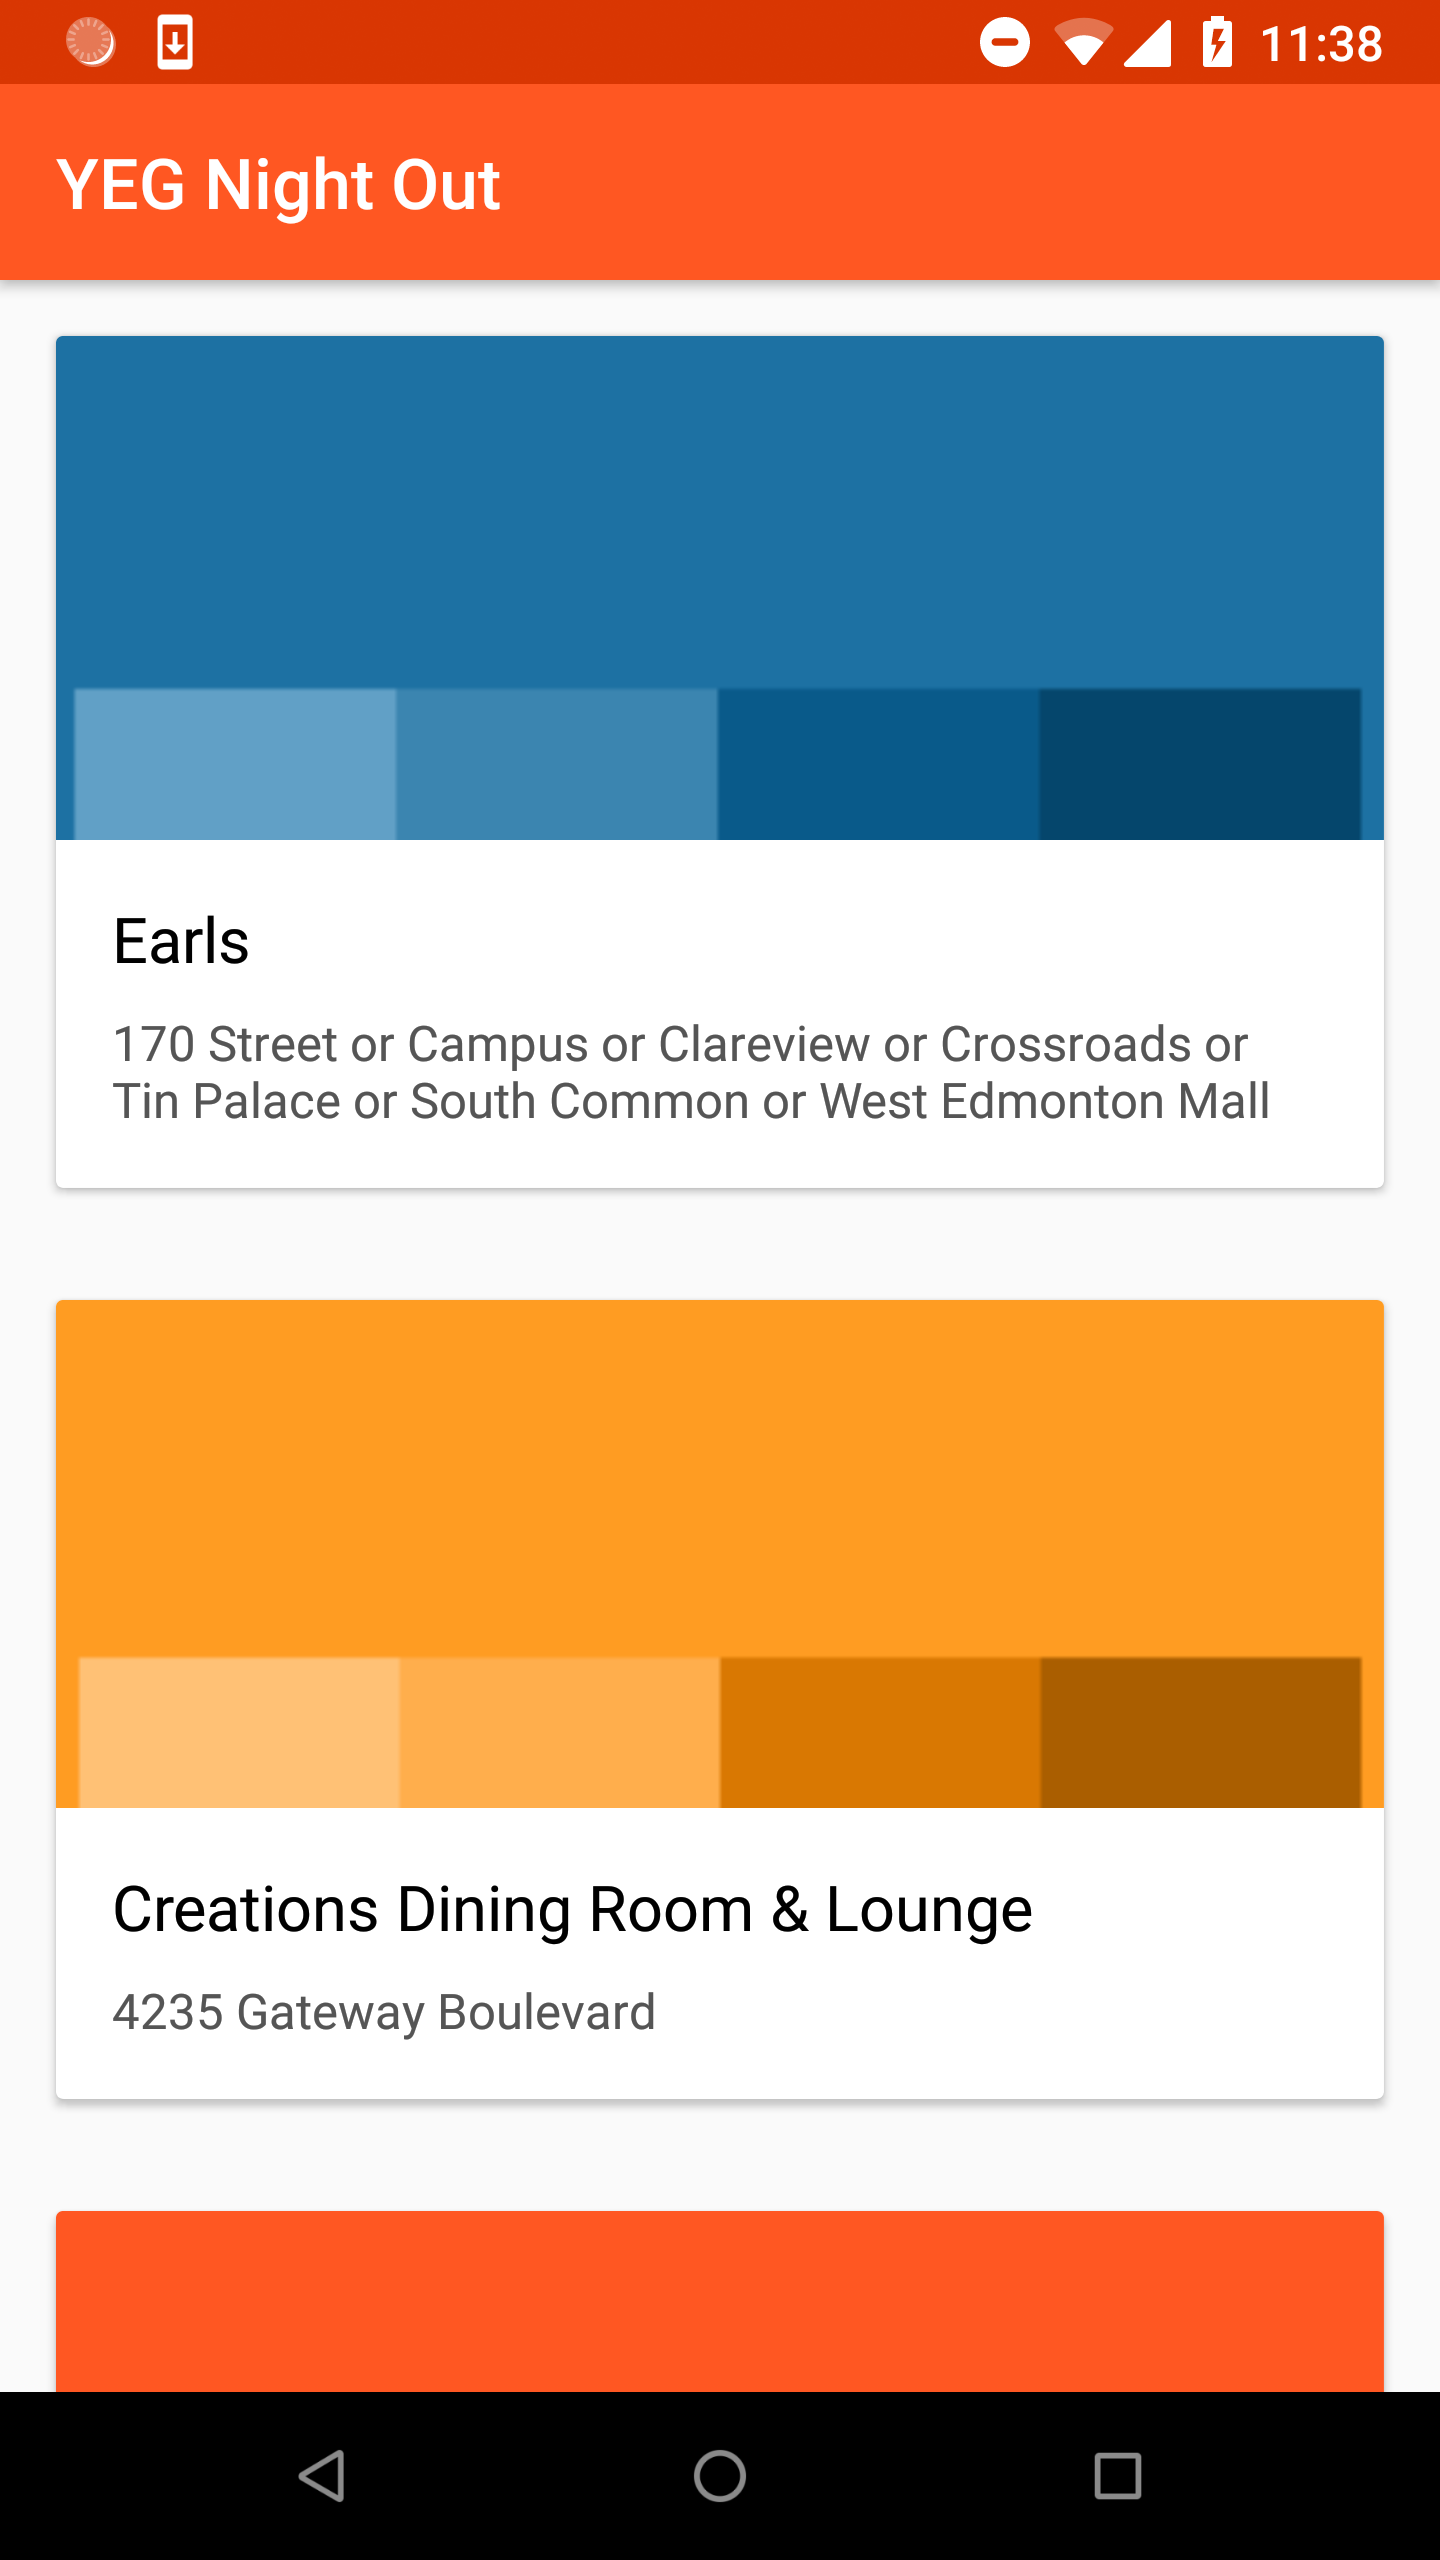 11:38
YEG Night Out
Earls
170 Street or Campus or Clareview or Crossroads or
Tin Palace or South Common or West Edmonton Mall
Creations Dining Room & Lounge
4235 Gateway Boulevard